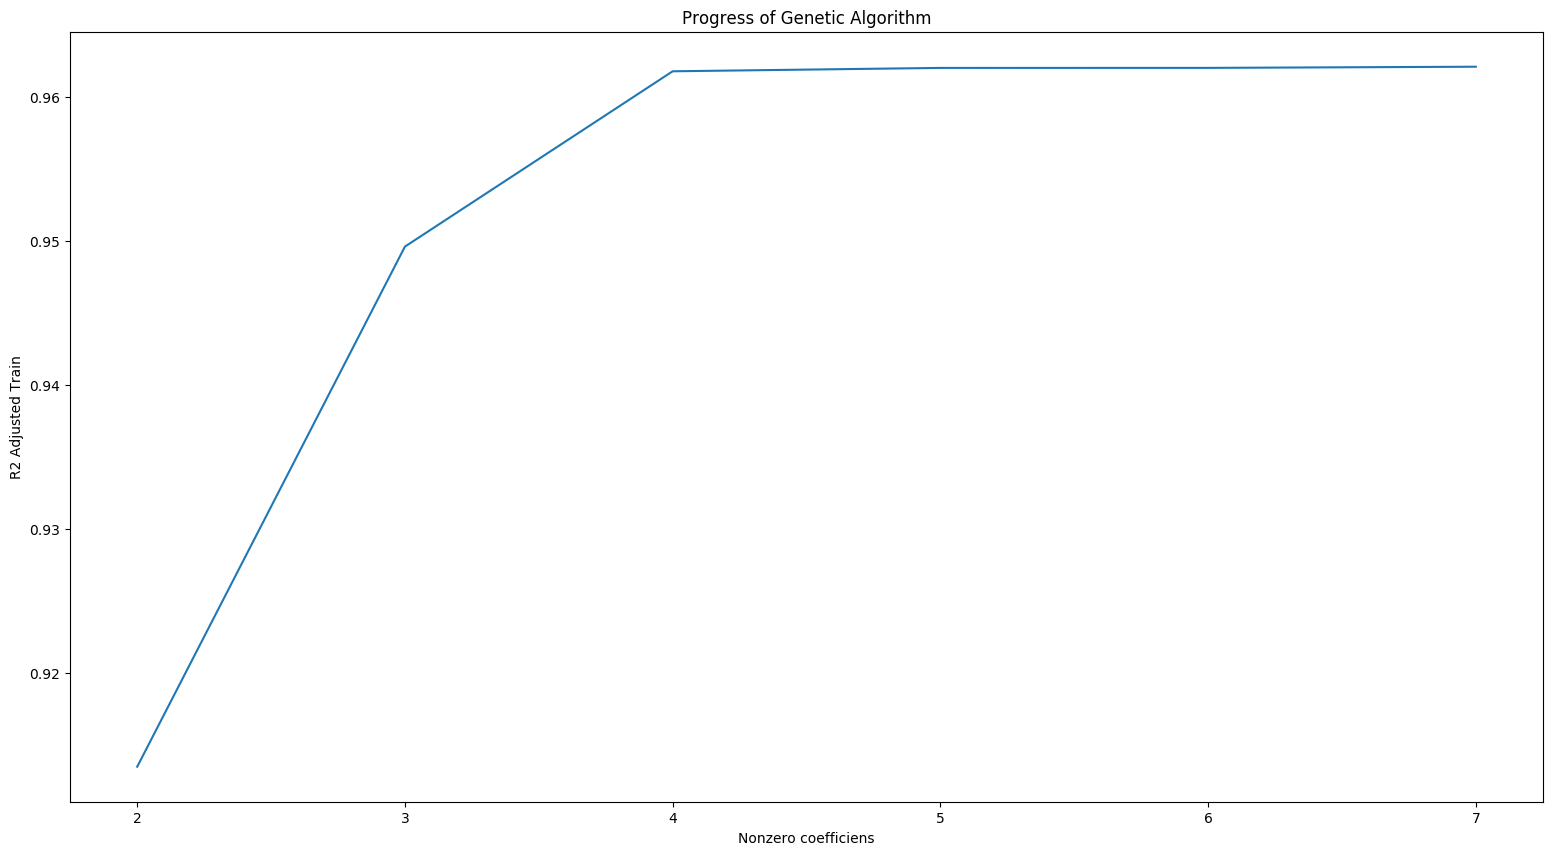 Progress of Genetic Algorithm
R2 Adjusted Train
0.96
0.95
0.94
0.93
0.92
2 3 4 5 6 7
Nonzero coefficiens